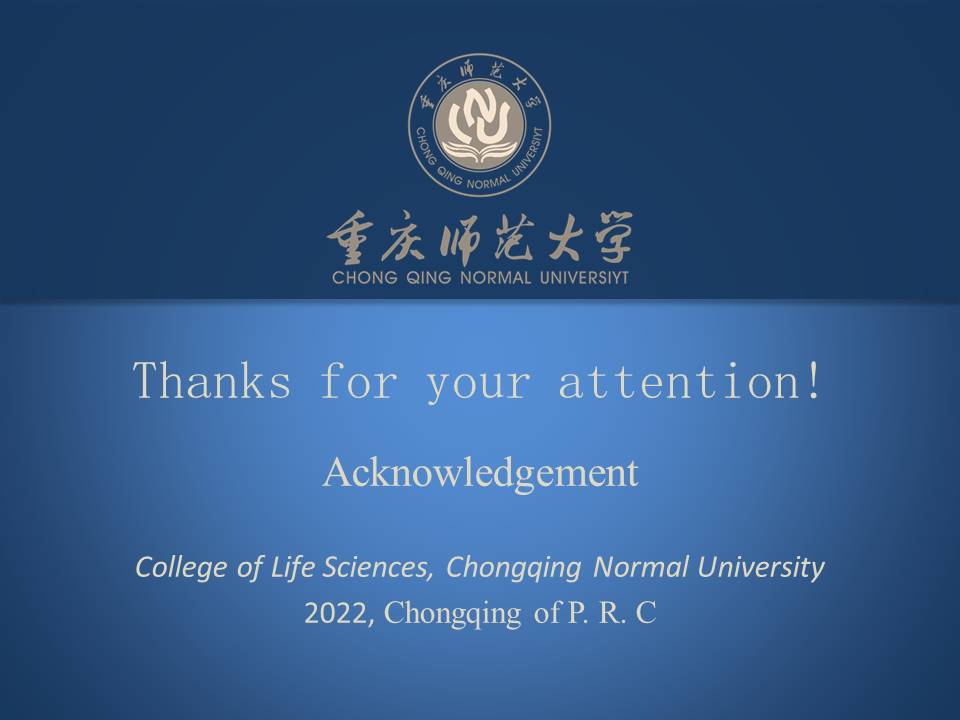 重庆师范大学
CHONG QING NORMAL UNIVERSIYT
重庆师范大学
CHONG QING NORMAL UNIVERSIYT
Thanks for your attention!
Acknowledgement
College of Life Sciences, Chongqing Normal University
2022, Chongqing of P. R. C